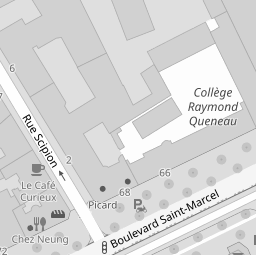 6
Collège
Raymond
Queneau
Rue Scipion
2
66
Le Café
Curieux
68
Picard
P
Boulevard Saint-Marcel
Chez Neung